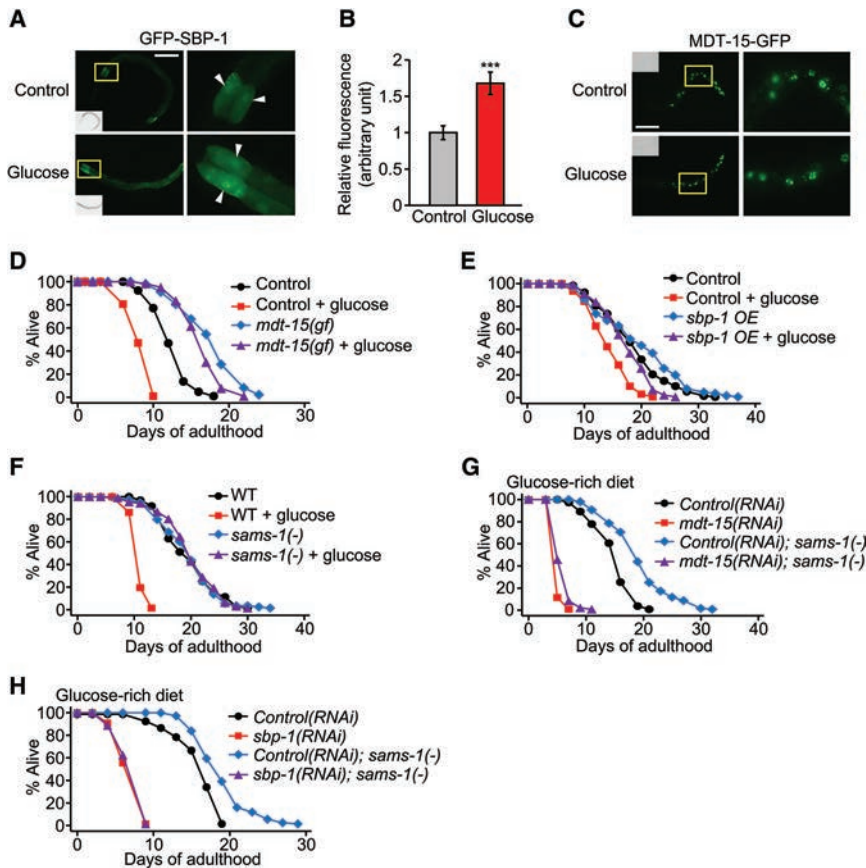 A
GFP-SBP-1
Control
Glucose
B
Relative fluorescence
(arbitrary unit)
2
1.5
1
0.5
0
***
Control Glucose
C
MDT-15-GFP
Control
Glucose
D
% Alive
100
80
60
40
20
0
0 10 20 30
Days of adulthood
Control
Control + glucose
mdt-15(gf)
mdt-15(gf) + glucose
E
% Alive
100
80
60
40
20
0
0 10 20 30 40
Days of adulthood
Control
Control + glucose
sbp-1 OE
sbp-1 OE + glucose
F
% Alive
100
80
60
40
20
0
0 10 20 30 40
Days of adulthood
WT
WT + glucose
sams-1(-)
sams-1(-) + glucose
G
Glucose-rich diet
% Alive
100
80
60
40
20
0
0 10 20 30 40
Days of adulthood
Control(RNAi)
mdt-15(RNAi)
Control(RNAi); sams-1(-)
mdt-15(RNAi); sams-1(-)
H
Glucose-rich diet
% Alive
100
80
60
40
20
0
0 10 20 30
Days of adulthood
Control(RNAi)
sbp-1(RNAi)
Control(RNAi); sams-1(-)
sbp-1(RNAi); sams-1(-)